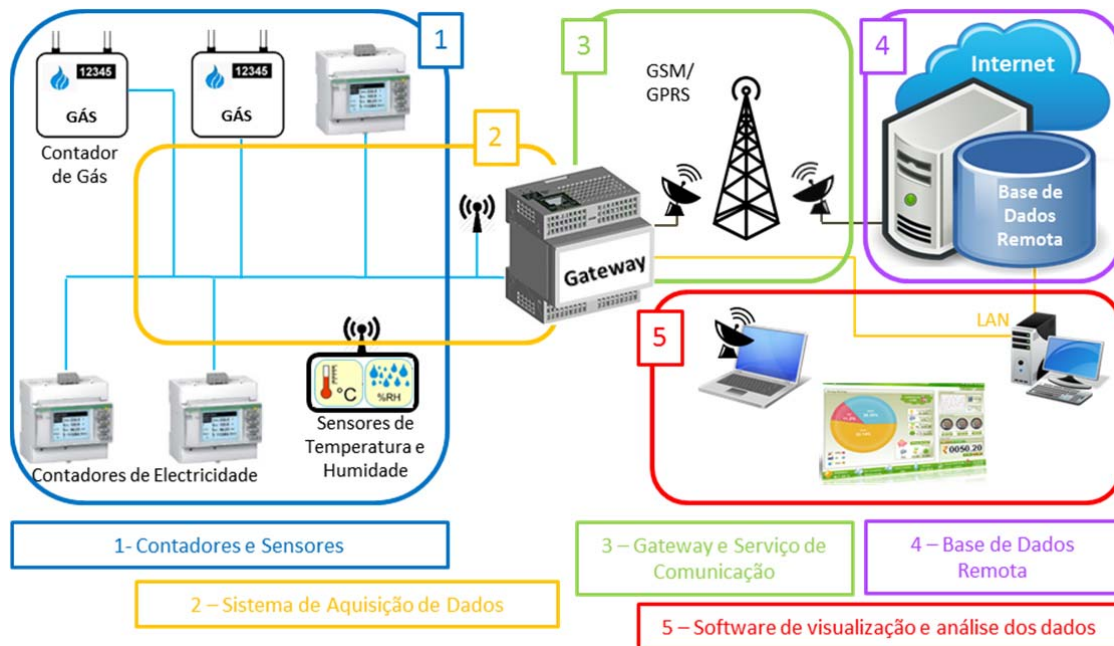 1
2
3
4
5
12345
GÁS
12345
GÁS
Contador
de Gás
GSM/
GPRS
Internet
Base de
Dados
Remota
Gateway
LAN
°C
%RH
Sensores de
Temperatura e
Humidade
Contadores de Electricidade
0050.20
1- Contadores e Sensores
2 – Sistema de Aquisição de Dados
3 – Gateway e Serviço de
Comunicação
4 – Base de Dados
Remota
5 – Software de visualização e análise dos dados